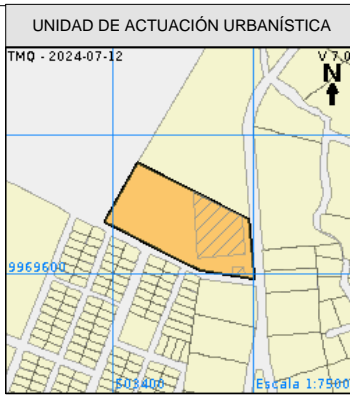 UNIDAD DE ACTUACIÓN URBANÍSTICA
TMQ - 2024-07-12
V 7.0
N
9969600
503400
Escala 1:7500